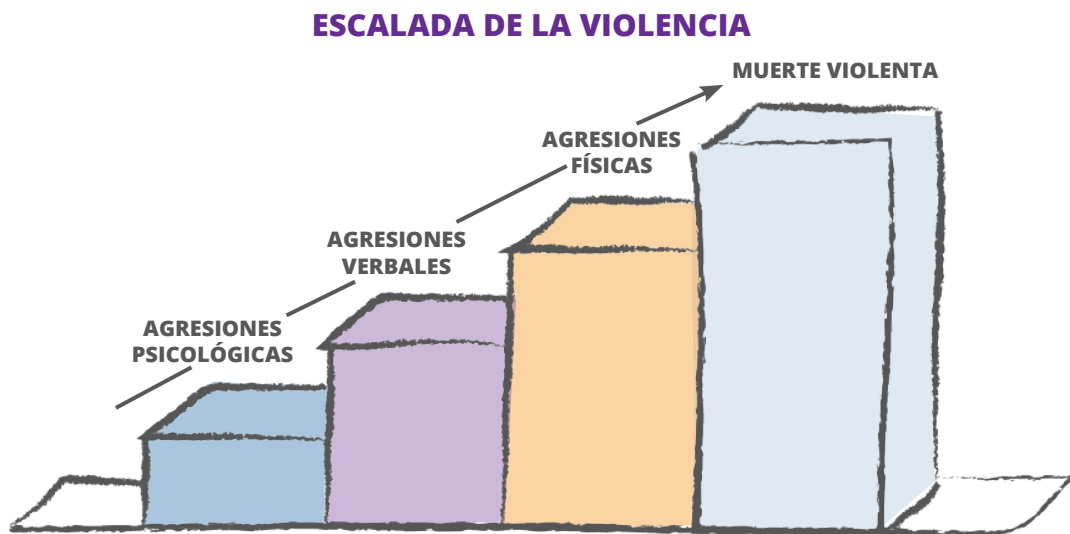 ESCALADA DE LA VIOLENCIA
MUERTE VIOLENTA
AGRESIONES
FÍSICAS
AGRESIONES
VERBALES
AGRESIONES
PSICOLÓGICAS